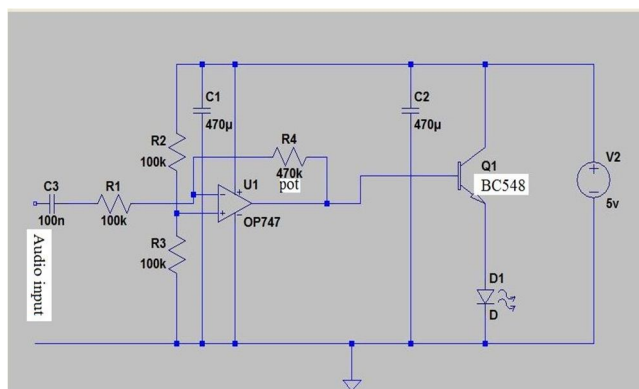 C1
470µ
C2
470µ
R4
470k
pot
R2
100k
C3
100n
R1
100k
U1
OP747
Q1
BC548
V2
5v
R3
100k
Audio input
D1
D